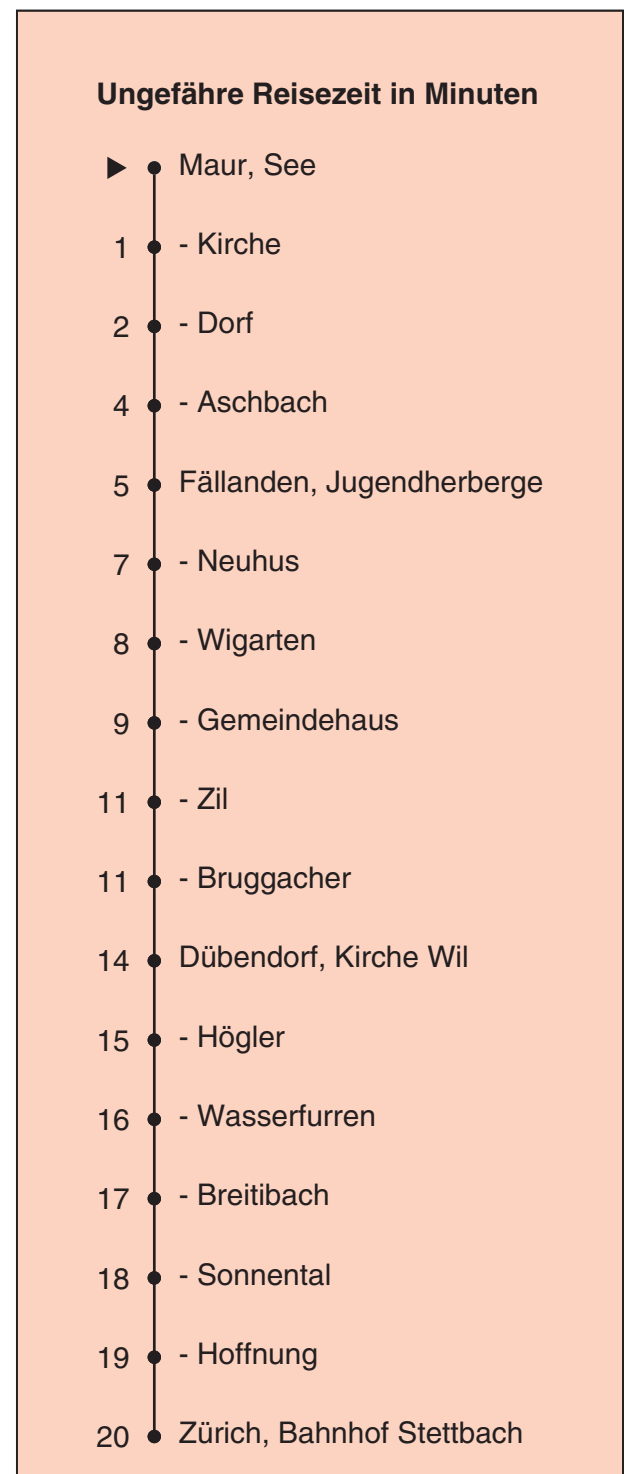 Ungefähre Reisezeit in Minuten
Maur, See
1 - Kirche
2 - Dorf
4 - Aschbach
5 Fällanden, Jugendherberge
7 - Neuhus
8 - Wigarten
9 - Gemeindehaus
11 - Zil
11 - Bruggacher
14 Dübendorf, Kirche Wil
15 - Högler
16 - Wasserfurren
17 - Breitibach
18 - Sonnental
19 - Hoffnung
20 Zürich, Bahnhof Stettbach